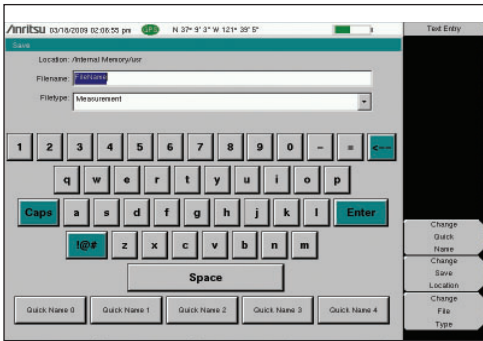 Anritsu 03/18/2009 02:06:55 pm GPS N 37° 9' 3" W 121° 39' 5" Text Entry
Save
Location: /Internal Memory/usr
Filename: FileName
Filetype: Measurement
1 2 3 4 5 6 7 8 9 0 - = <--
q w e r t y u i o p
Caps a s d f g h j k l Enter
!@# z x c v b n m
Space
Quick Name 0 Quick Name 1 Quick Name 2 Quick Name 3 Quick Name 4
Change
Quick
Name
Change
Save
Location
Change
File
Type